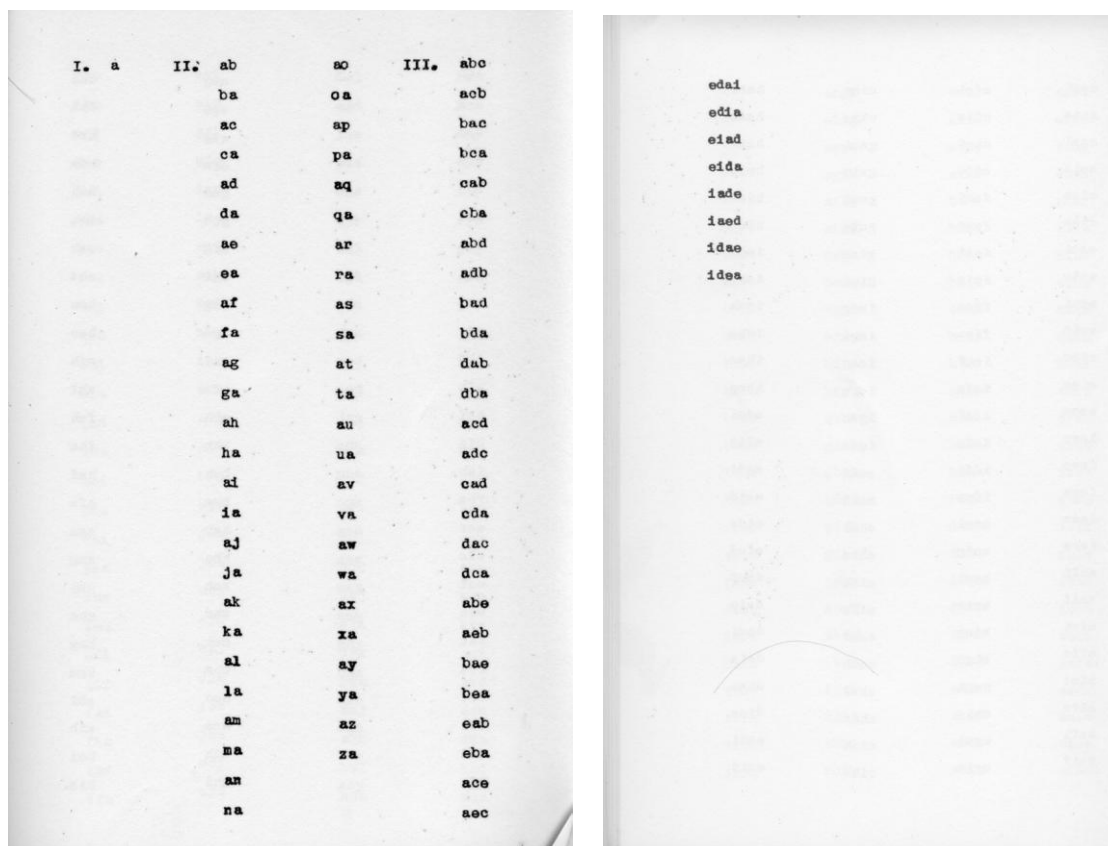 I. a II. ab ao III. abc
ba oa acb
ac ap bac
ca pa bca
ad aq cab
da qa cba
ae ar abd
ea ra adb
af as bad
fa sa bda
ag at dab
ga ta dba
ah au acd
ha ua adc
ai av cad
ia va cda
aj aw dac
ja wa dca
ak ax abe
ka xa aeb
al ay bae
la ya bea
am az eab
ma za eba
an ace
na aec
edai
edia
eiad
eida
iade
iaed
idae
idea